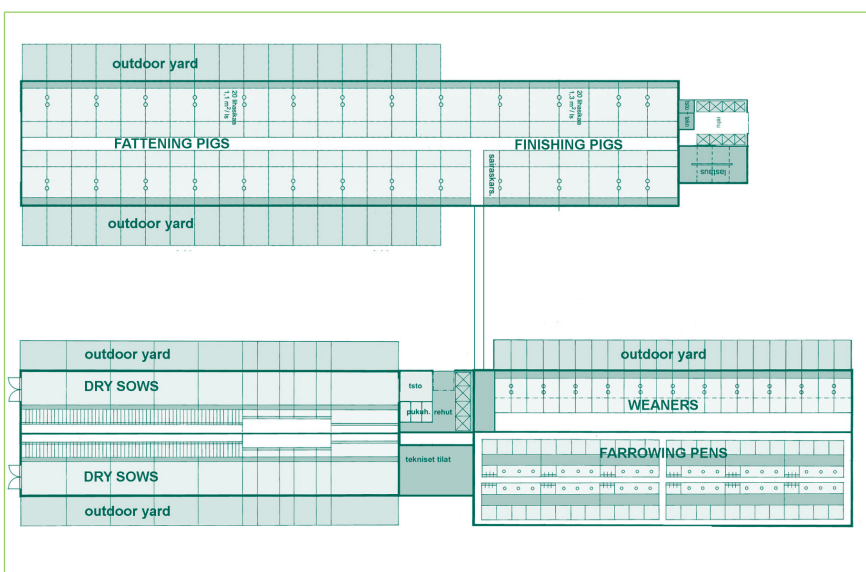 outdoor yard
20 lihaskaa
1,1 m²/ ls
20 lihaskaa
1,3 m²/ ls
FATTENING PIGS
FINISHING PIGS
sairaskars.
lastaus
outdoor yard
outdoor yard
DRY SOWS
tsto
pukuh.
rehut
tekniset tilat
DRY SOWS
outdoor yard
outdoor yard
WEANERS
FARROWING PENS